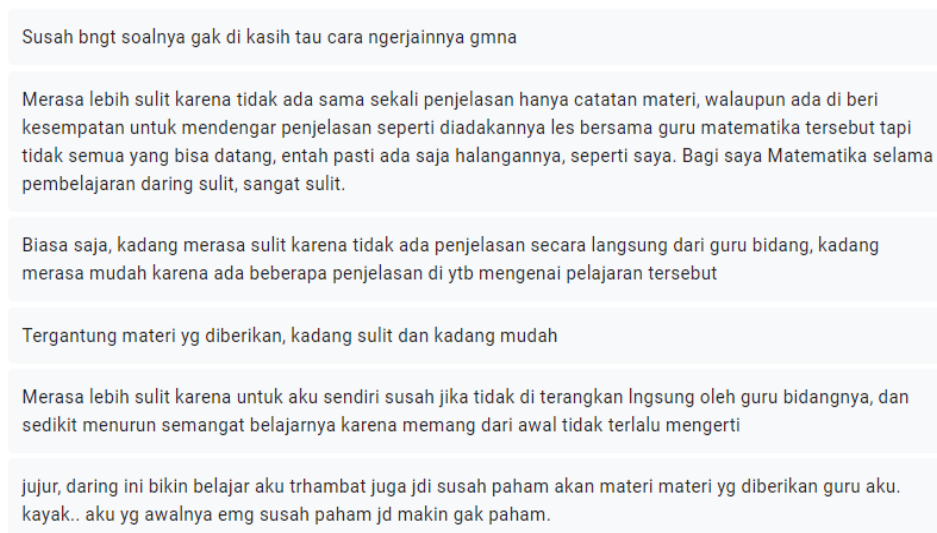 Susah bngt soalnya gak di kasih tau cara ngerjainnya gmna
Merasa lebih sulit karena tidak ada sama sekali penjelasan hanya catatan materi, walaupun ada di beri
kesempatan untuk mendengar penjelasan seperti diadakannya les bersama guru matematika tersebut tapi
tidak semua yang bisa datang, entah pasti ada saja halangannya, seperti saya. Bagi saya Matematika selama
pembelajaran daring sulit, sangat sulit.
Biasa saja, kadang merasa sulit karena tidak ada penjelasan secara langsung dari guru bidang, kadang
merasa mudah karena ada beberapa penjelasan di ytb mengenai pelajaran tersebut
Tergantung materi yg diberikan, kadang sulit dan kadang mudah
Merasa lebih sulit karena untuk aku sendiri susah jika tidak di terangkan lngsung oleh guru bidangnya, dan
sedikit menurun semangat belajarnya karena memang dari awal tidak terlalu mengerti
jujur, daring ini bikin belajar aku trhambat juga jdi susah paham akan materi materi yg diberikan guru aku.
kayak.. aku yg awalnya emg susah paham jd makin gak paham.